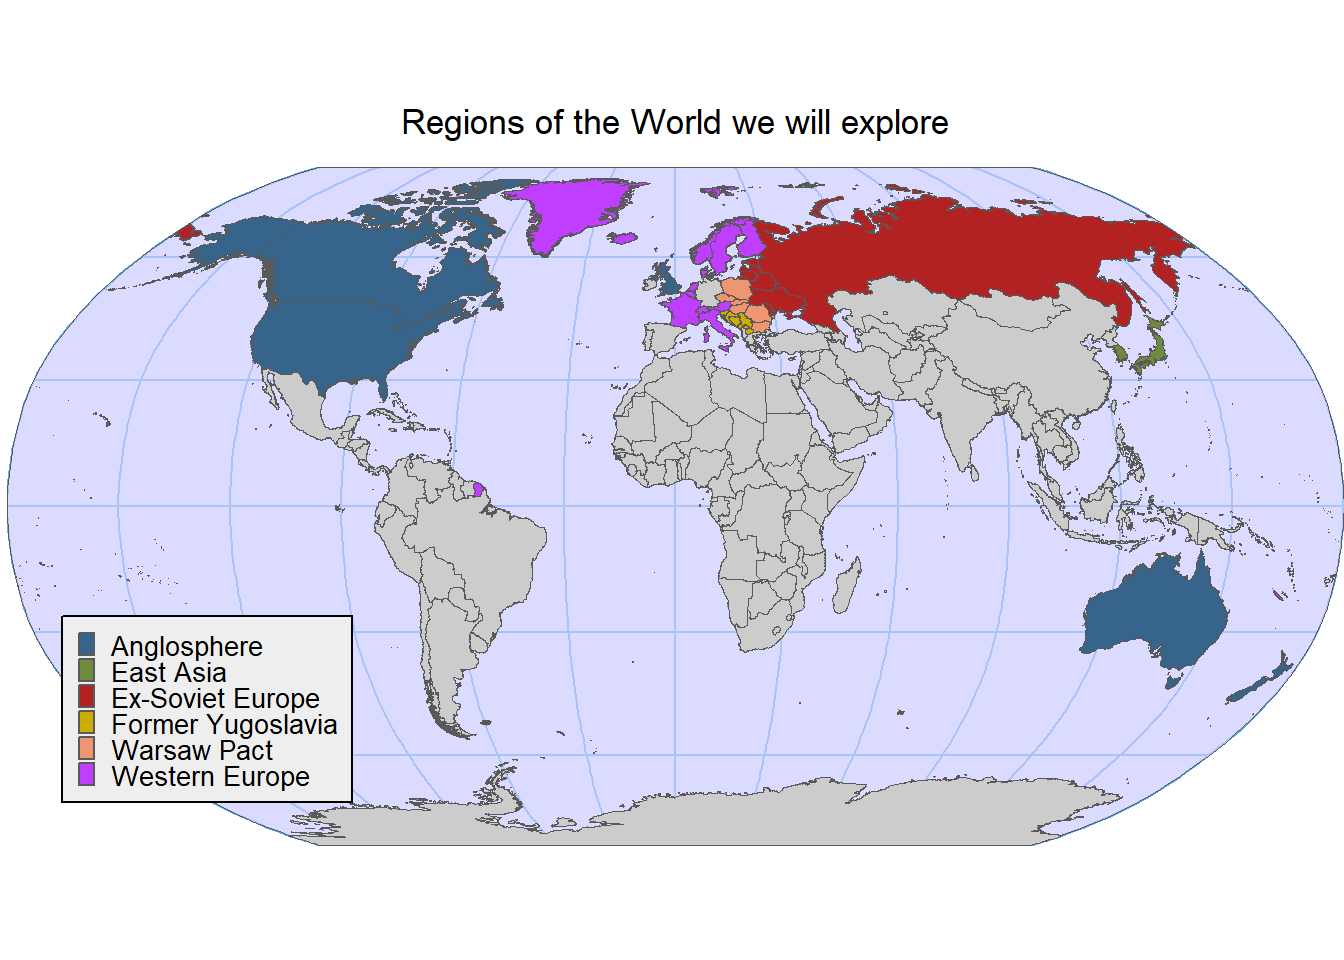 Regions of the World we will explore
Anglosphere
East Asia
Ex-Soviet Europe
Former Yugoslavia
Warsaw Pact
Western Europe